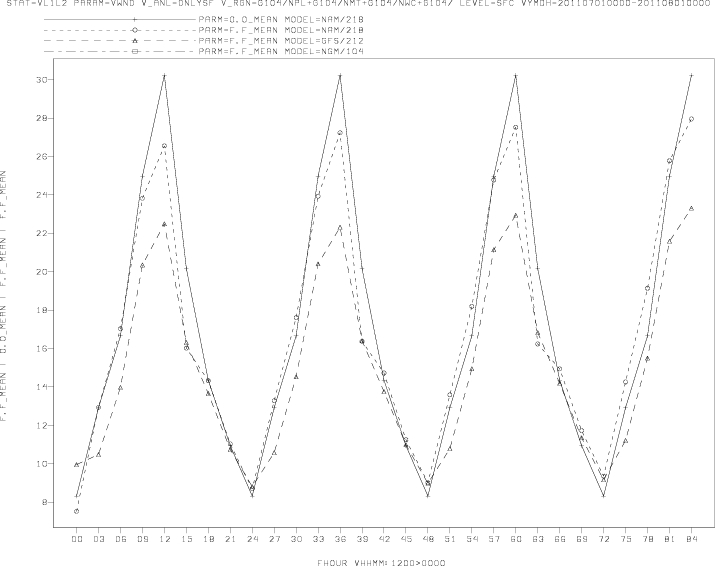 STAT=VL1L2 PARAM=VWND V_ANL=ONLYSF V_RGN=G104/NPL+G104/NMT+G104/NWC+G104/ LEVEL=SFC VYMDH=201107010000-201108010000
PARM=O.O_MEAN MODEL=NAM/218
PARM=F.F_MEAN MODEL=NAM/218
PARM=F.F_MEAN MODEL=GFS/212
PARM=F.F_MEAN MODEL=NGM/104
F.F_MEAN | O.O_MEAN | F.F_MEAN | F.F_MEAN
30
28
26
24
22
20
18
16
14
12
10
8
00 03 06 09 12 15 18 21 24 27 30 33 36 39 42 45 48 51 54 57 60 63 66 69 72 75 78 81 84
FHOUR VHHMM: 1200>0000